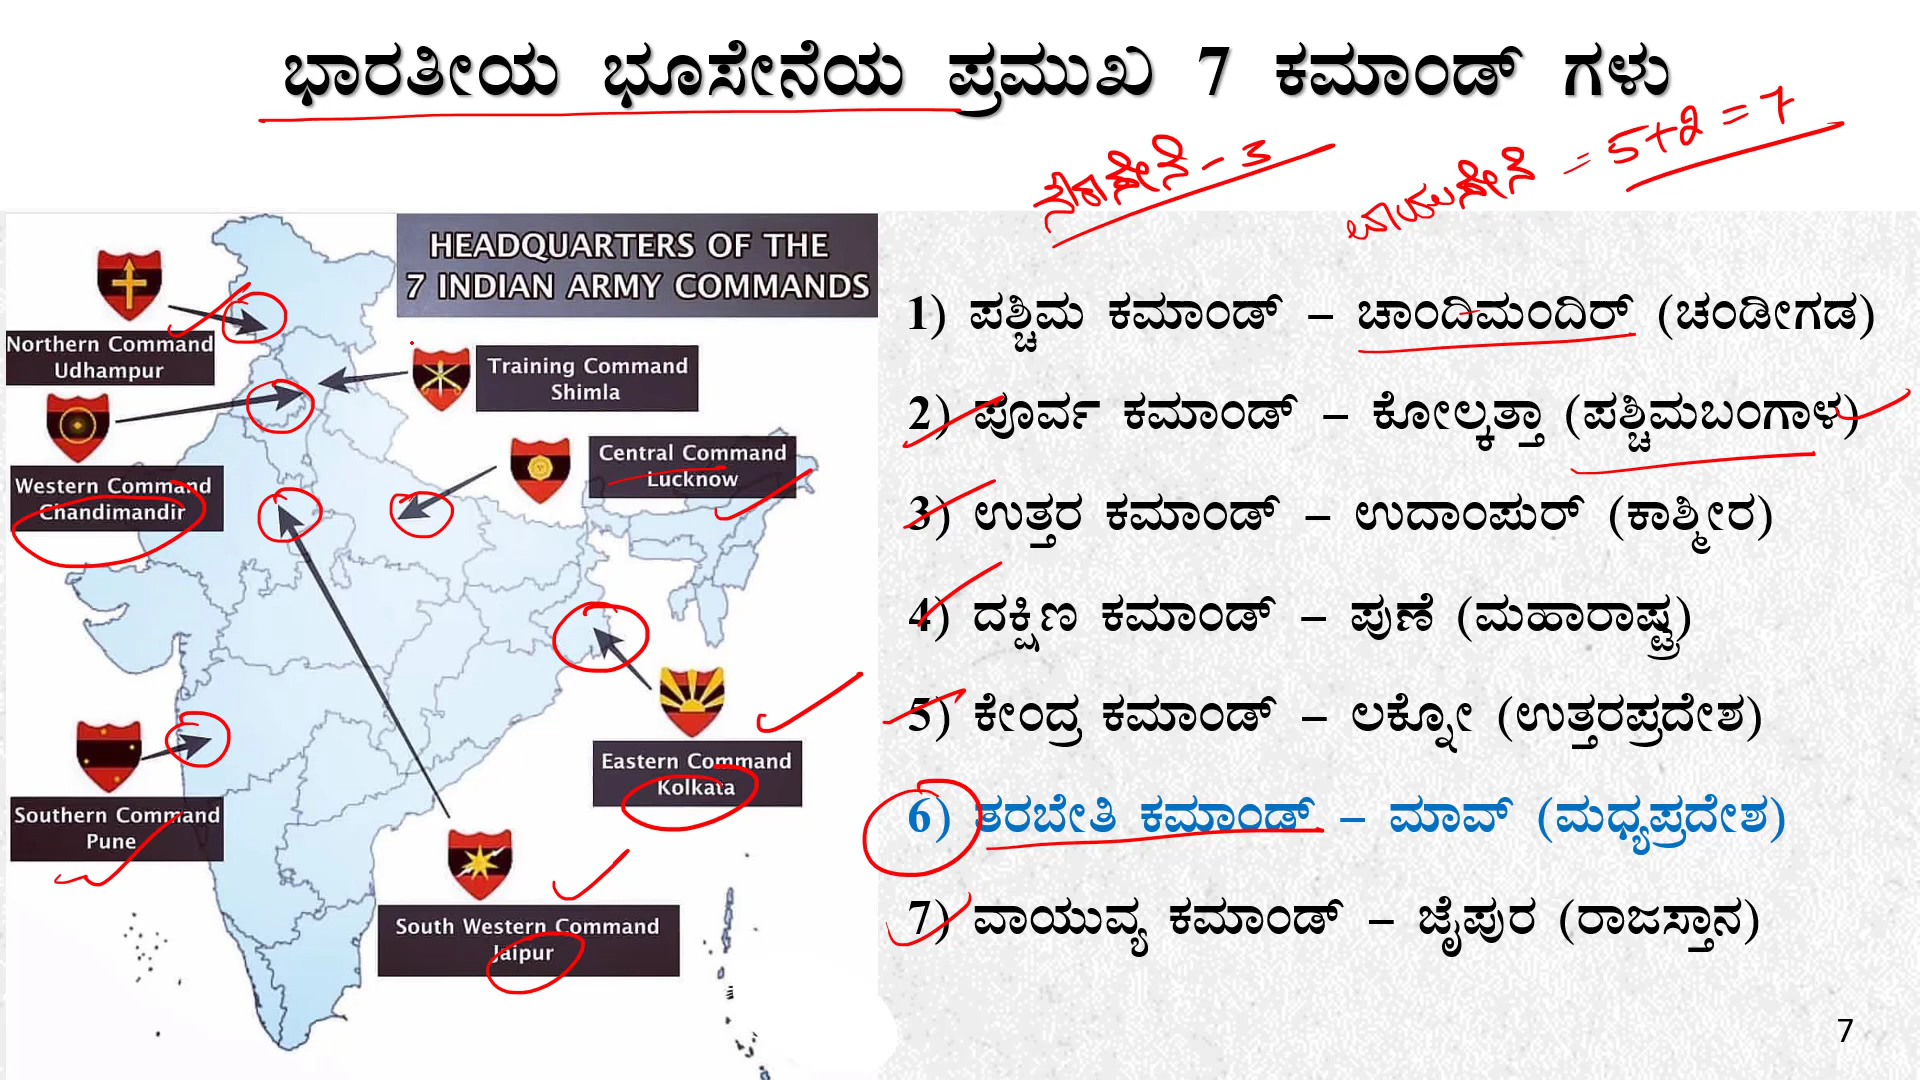 ಭಾರತೀಯ ಭೂಸೇನೆಯ ಪ್ರಮುಖ 7 ಕಮಾಂಡ್ ಗಳು
ನೌಕಾಸೇನೆ - 3
ವಾಯುಸೇನೆ = 5+2 = 7
HEADQUARTERS OF THE
7 INDIAN ARMY COMMANDS
Northern Command
Udhampur
Training Command
Shimla
Western Command
Chandimandir
Central Command
Lucknow
Southern Command
Pune
Eastern Command
Kolkata
South Western Command
Jaipur
1) ಪಶ್ಚಿಮ ಕಮಾಂಡ್ – ಚಾಂದಿಮಂದಿರ್ (ಚಂಡೀಗಡ)
2) ಪೂರ್ವ ಕಮಾಂಡ್ – ಕೋಲ್ಕತ್ತಾ (ಪಶ್ಚಿಮಬಂಗಾಳ)
3) ಉತ್ತರ ಕಮಾಂಡ್ – ಉದಾಂಪುರ್ (ಕಾಶ್ಮೀರ)
4) ದಕ್ಷಿಣ ಕಮಾಂಡ್ – ಪುಣೆ (ಮಹಾರಾಷ್ಟ್ರ)
5) ಕೇಂದ್ರ ಕಮಾಂಡ್ – ಲಕ್ನೋ (ಉತ್ತರಪ್ರದೇಶ)
6) ತರಬೇತಿ ಕಮಾಂಡ್ – ಮಾವ್ (ಮಧ್ಯಪ್ರದೇಶ)
7) ವಾಯುವ್ಯ ಕಮಾಂಡ್ – ಜೈಪುರ (ರಾಜಸ್ತಾನ)
7